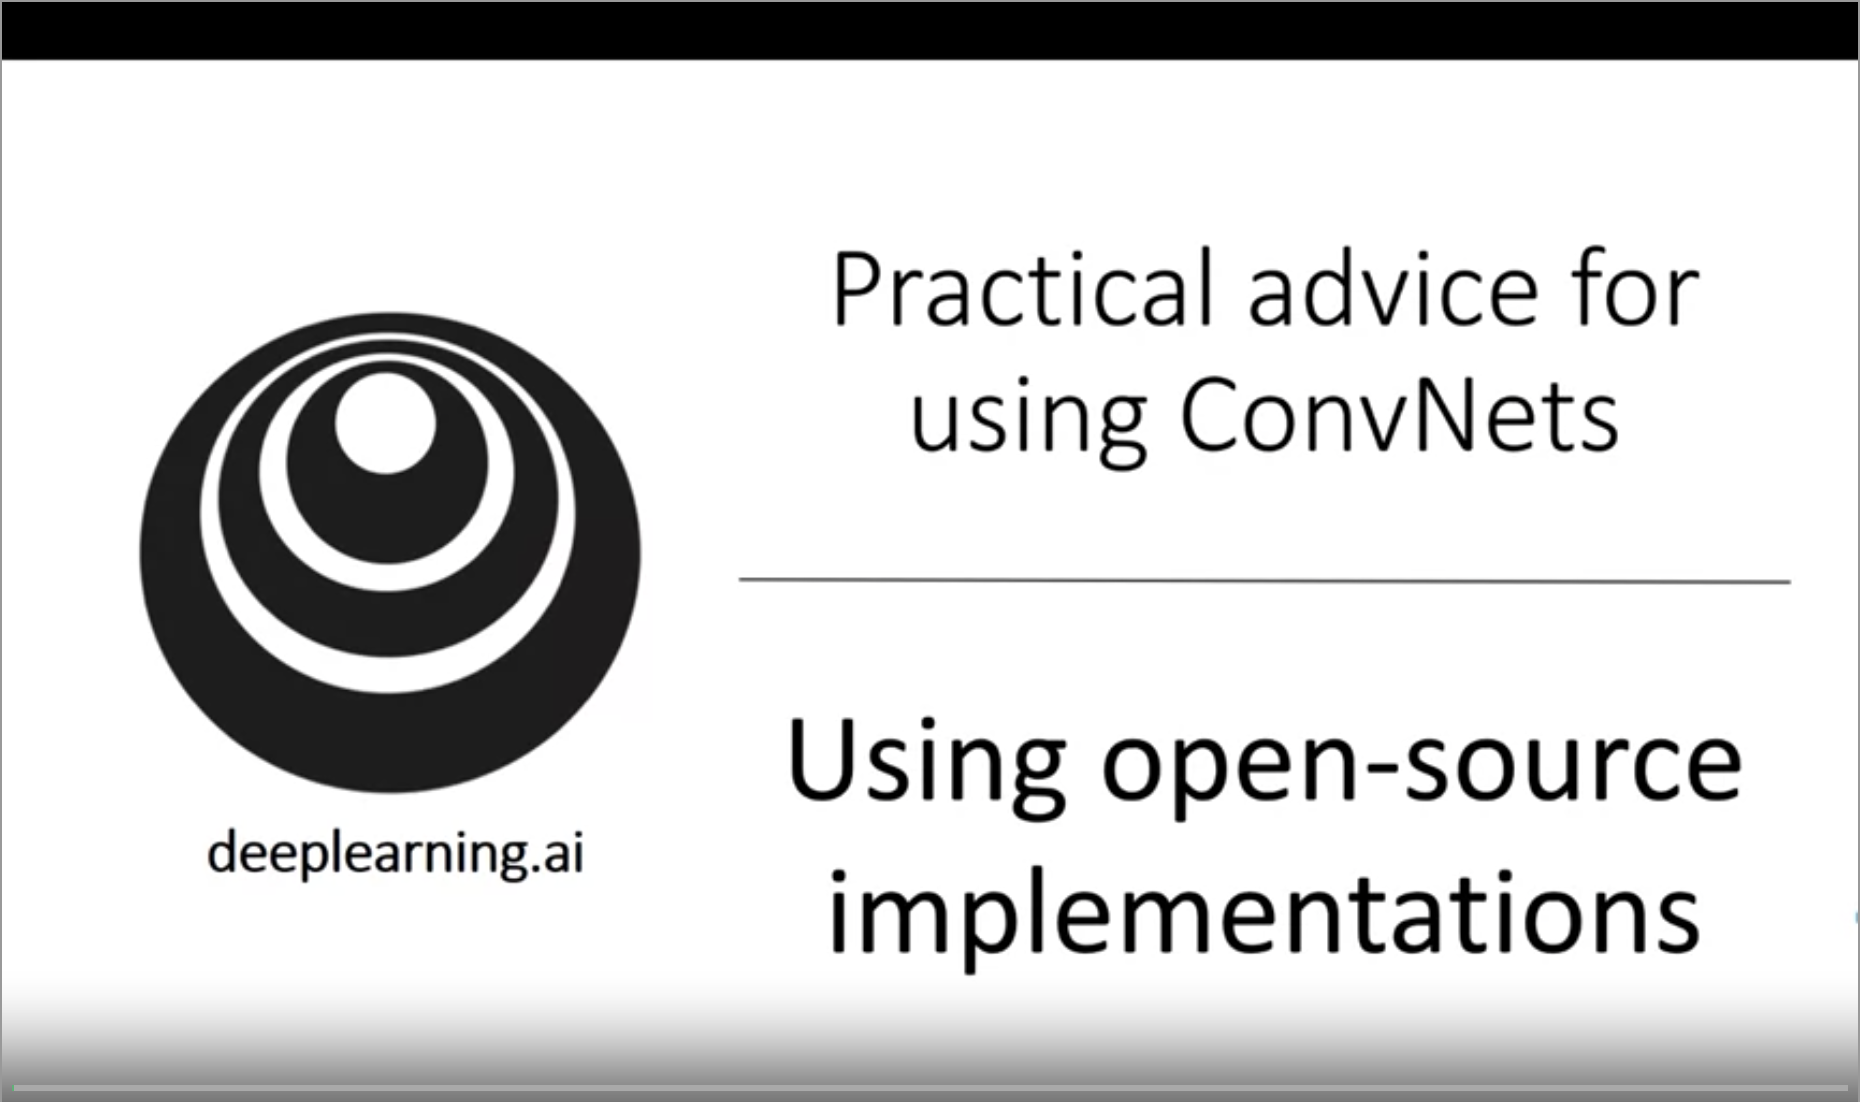 Practical advice for
using ConvNets
Using open-source
implementations
deeplearning.ai